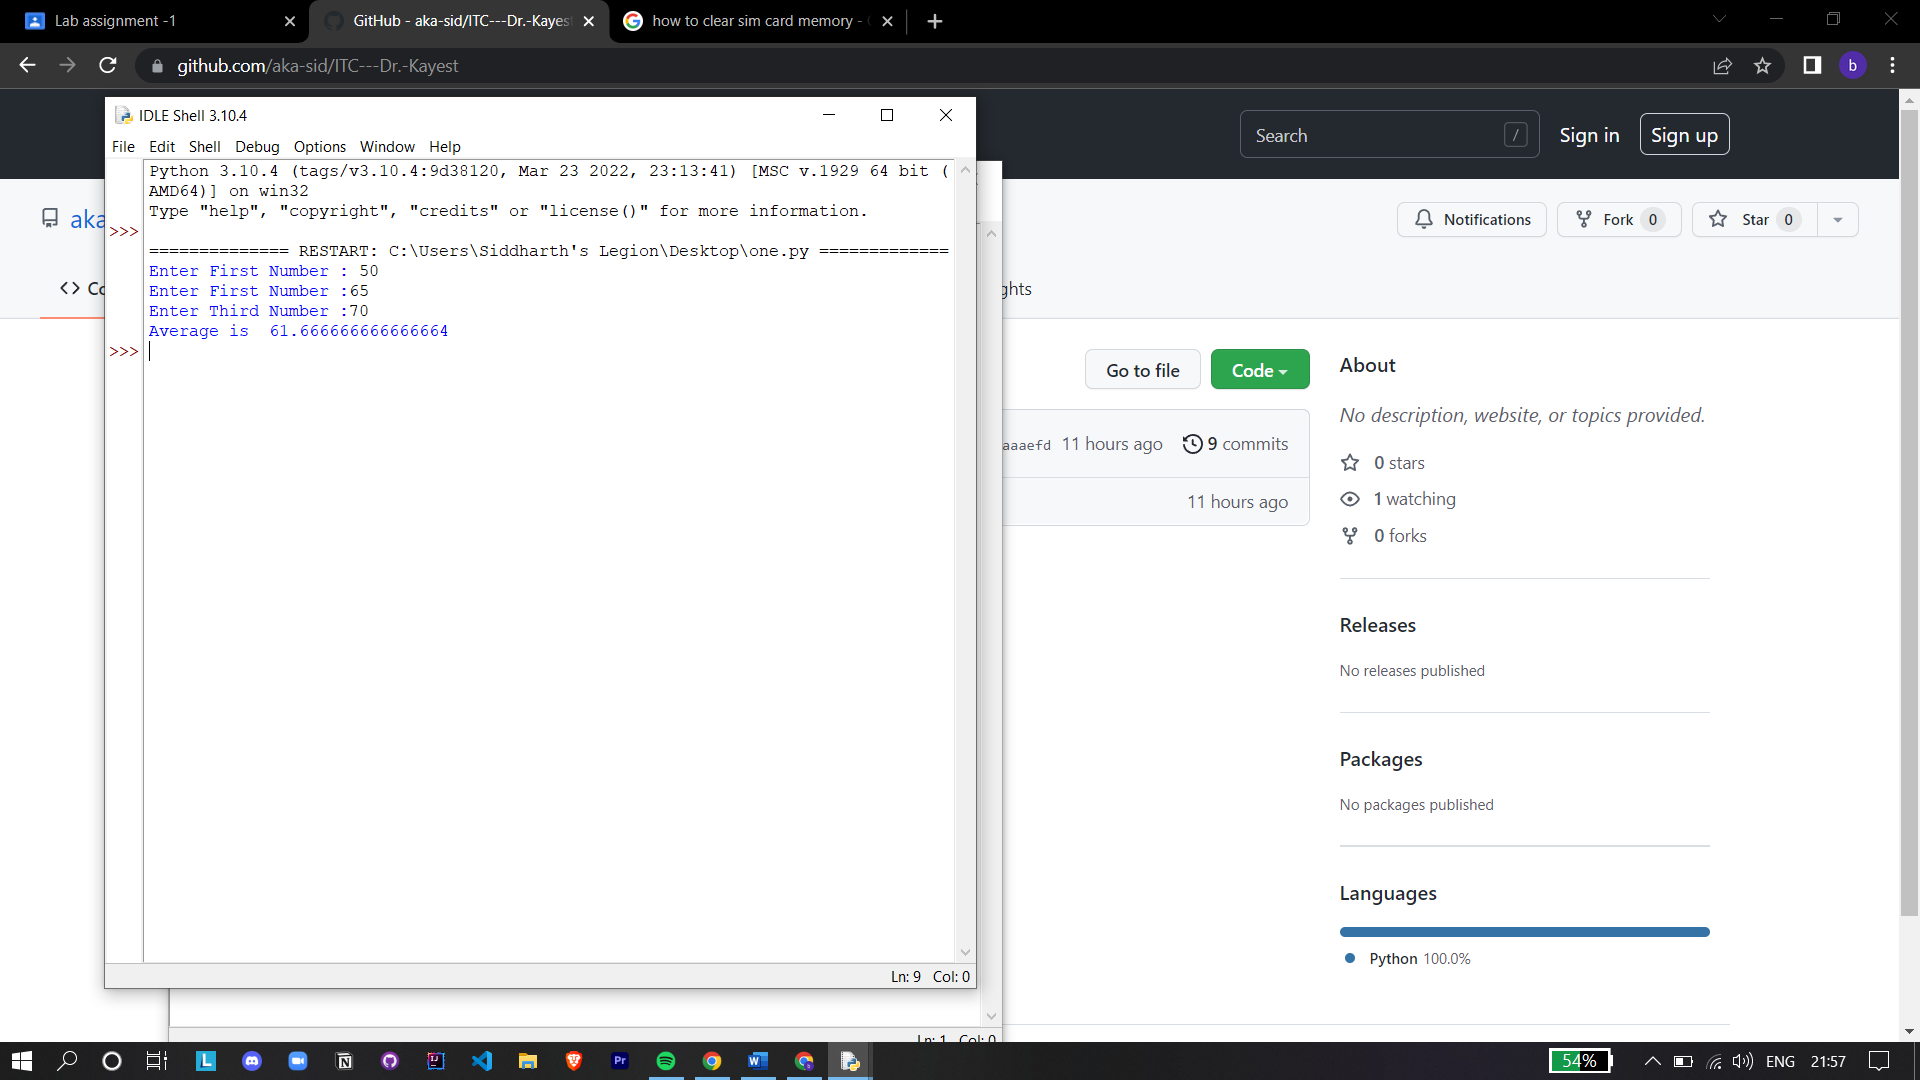 Lab assignment -1
GitHub - aka-sid/ITC---Dr.-Kayest
how to clear sim card memory -
github.com/aka-sid/ITC---Dr.-Kayest
b
IDLE Shell 3.10.4
File Edit Shell Debug Options Window Help
Python 3.10.4 (tags/v3.10.4:9d38120, Mar 23 2022, 23:13:41) [MSC v.1929 64 bit (
AMD64)] on win32
Type "help", "copyright", "credits" or "license()" for more information.
>>>
============== RESTART: C:\Users\Siddharth's Legion\Desktop\one.py =============
Enter First Number : 50
Enter First Number :65
Enter Third Number :70
Average is  61.666666666666664
>>>
Ln: 9 Col: 0
Ln: 1 Col: 0
Search /
Sign in
Sign up
aka
Notifications
Fork 0
Star 0
<> Co
ghts
Go to file
Code
aaaefd 11 hours ago 9 commits
11 hours ago
About
No description, website, or topics provided.
0 stars
1 watching
0 forks
Releases
No releases published
Packages
No packages published
Languages
Python 100.0%
L
N
IJ
Pr
W
54%
ENG
21:57